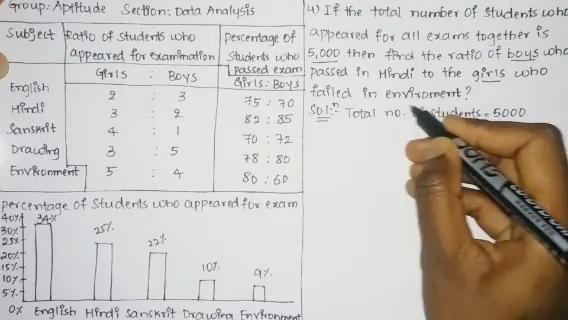 Group: Aptitude Section: Data Analysis
Subject Ratio of Students who appeared for examination Percentage of Students who passed exam
Girls : Boys Girls : Boys
English 2 : 3 75 : 70
Hindi 3 : 2 82 : 85
Sanskrit 4 : 1 70 : 72
Drawing 3 : 5 78 : 80
Environment 5 : 4 80 : 60
percentage of Students who appeared for exam
40%
30%
25%
20%
15%
10%
5%
0%
34% 25% 22% 10% 9%
English Hindi Sanskrit Drawing Environment
4) If the total number of Students who
appeared for all exams together is
5,000 then find the ratio of boys who
passed in Hindi to the girls who
failed in enviroment?
Solⁿ:- Total no. students = 5000